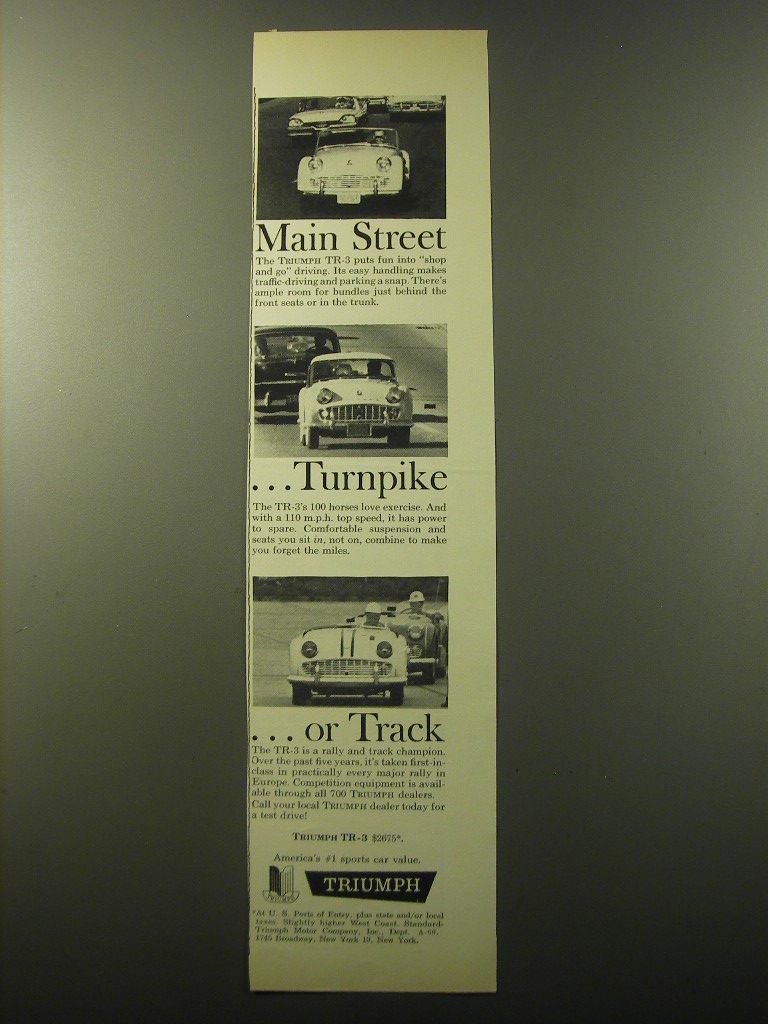 Main Street
The TRIUMPH TR-3 puts fun into "shop
and go" driving. Its easy handling makes
traffic-driving and parking a snap. There's
ample room for bundles just behind the
front seats or in the trunk.
...Turnpike
The TR-3's 100 horses love exercise. And
with a 110 m.p.h. top speed, it has power
to spare. Comfortable suspension and
seats you sit in, not on, combine to make
you forget the miles.
...or Track
The TR-3 is a rally and track champion.
Over the past five years, it's taken first-in-
class in practically every major rally in
Europe. Competition equipment is avail-
able through all 700 TRIUMPH dealers.
Call your local TRIUMPH dealer today for
a test drive!
TRIUMPH TR-3 $2675*.
America's #1 sports car value.
TRIUMPH
TRIUMPH
*At U. S. Ports of Entry, plus state and/or local
taxes. Slightly higher West Coast. Standard-
Triumph Motor Company, Inc., Dept. A-69,
1745 Broadway, New York 19, New York.